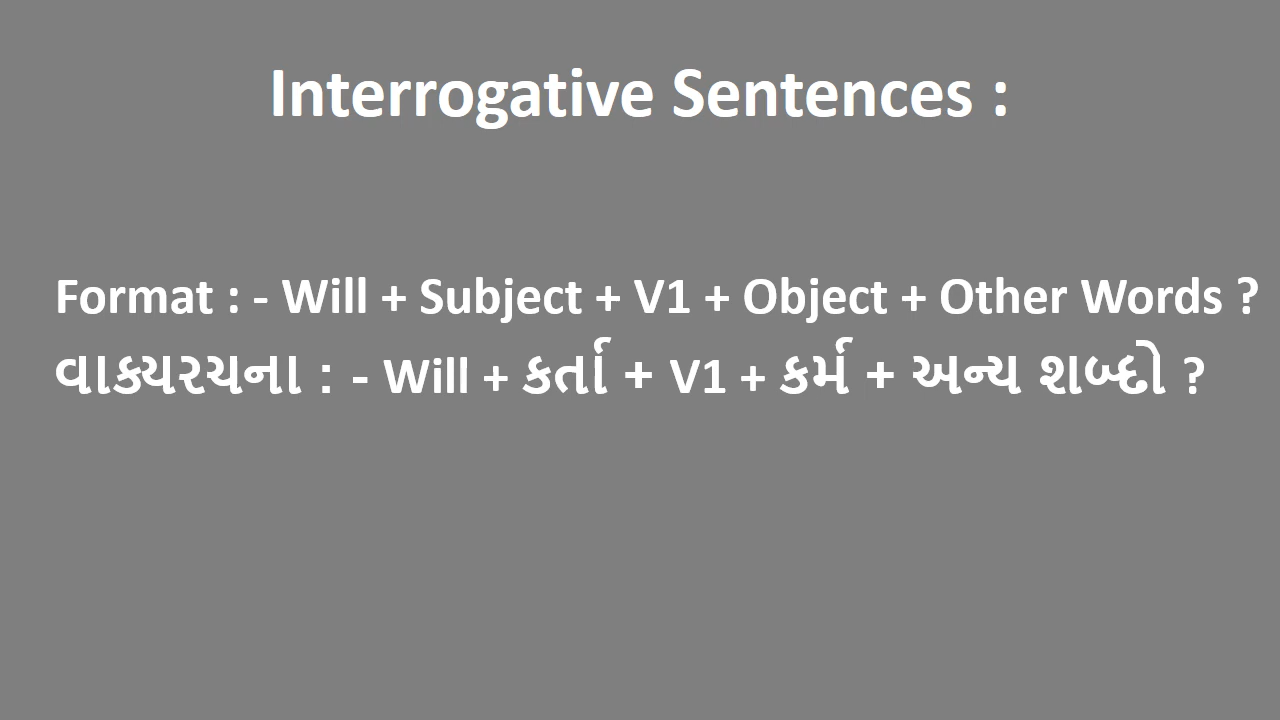 Interrogative Sentences :
Format : - Will + Subject + V1 + Object + Other Words ?
વાક્યરચના : - Will + કર્તા + V1 + કર્મ + અન્ય શબ્દો ?